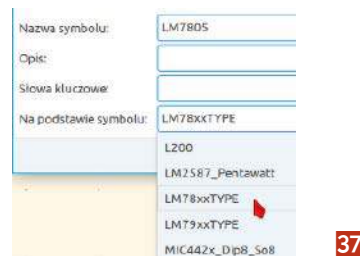 Nazwa symbolu: LM7805
Opis:
Słowa kluczowe:
Na podstawie symbolu: LM78xxTYPE
L200
LM2587_Pentawatt
LM78xxTYPE
LM79xxTYPE
MIC442x_Dip8_So8
37